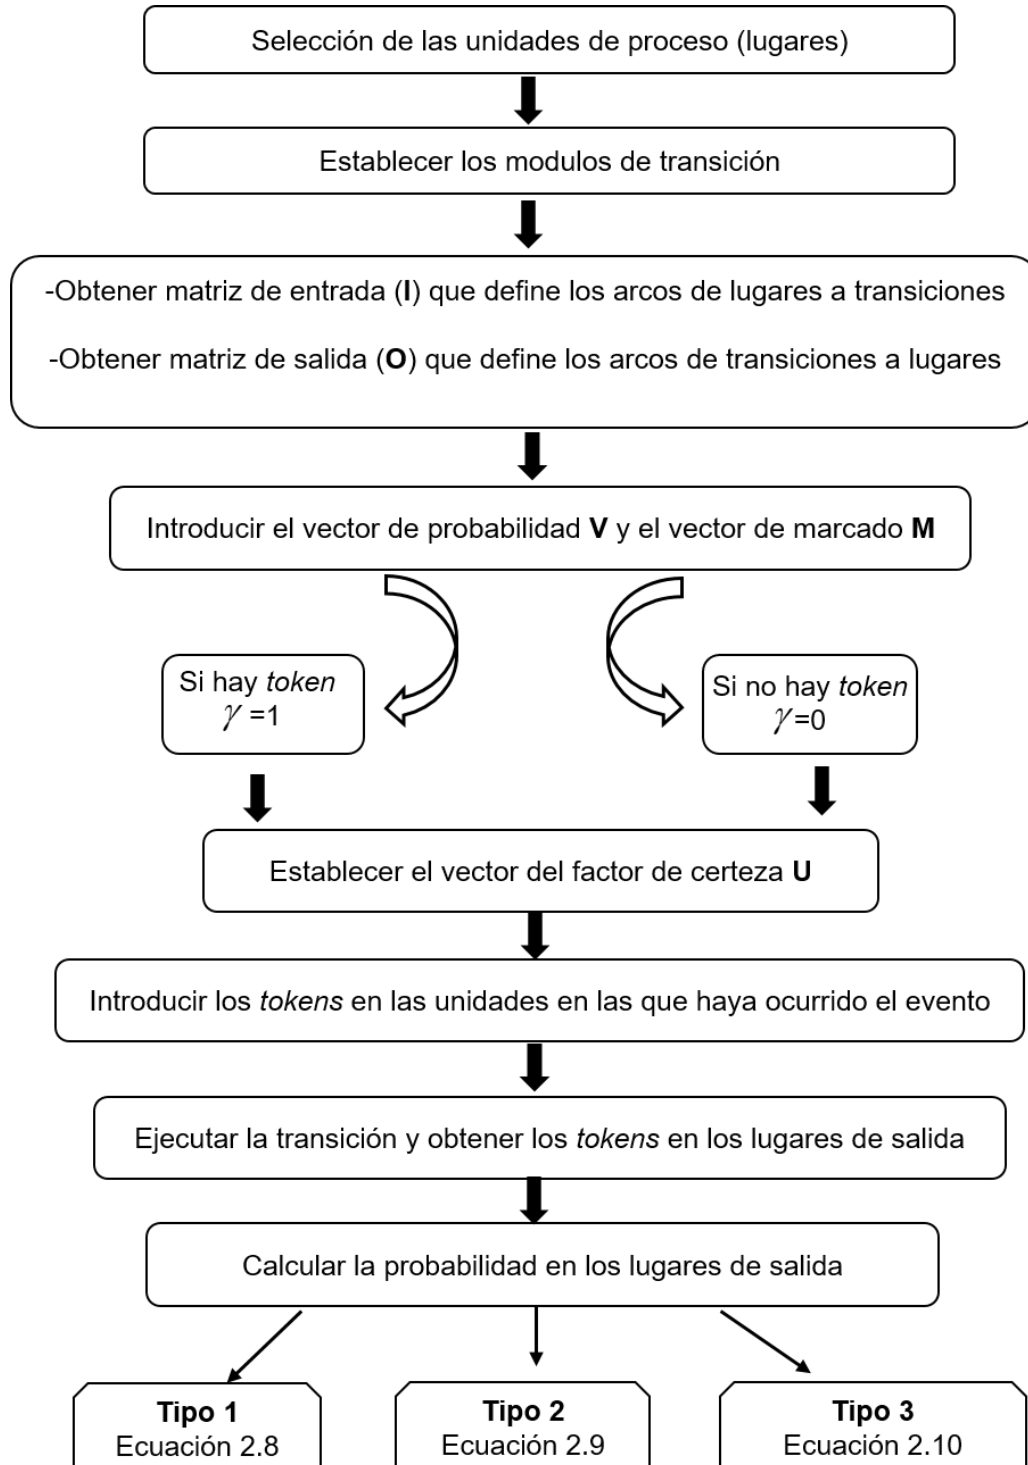 Selección de las unidades de proceso (lugares)
Establecer los modulos de transición
-Obtener matriz de entrada (I) que define los arcos de lugares a transiciones
-Obtener matriz de salida (O) que define los arcos de transiciones a lugares
Introducir el vector de probabilidad V y el vector de marcado M
Si hay token
γ =1
Si no hay token
γ=0
Establecer el vector del factor de certeza U
Introducir los tokens en las unidades en las que haya ocurrido el evento
Ejecutar la transición y obtener los tokens en los lugares de salida
Calcular la probabilidad en los lugares de salida
Tipo 1
Ecuación 2.8
Tipo 2
Ecuación 2.9
Tipo 3
Ecuación 2.10